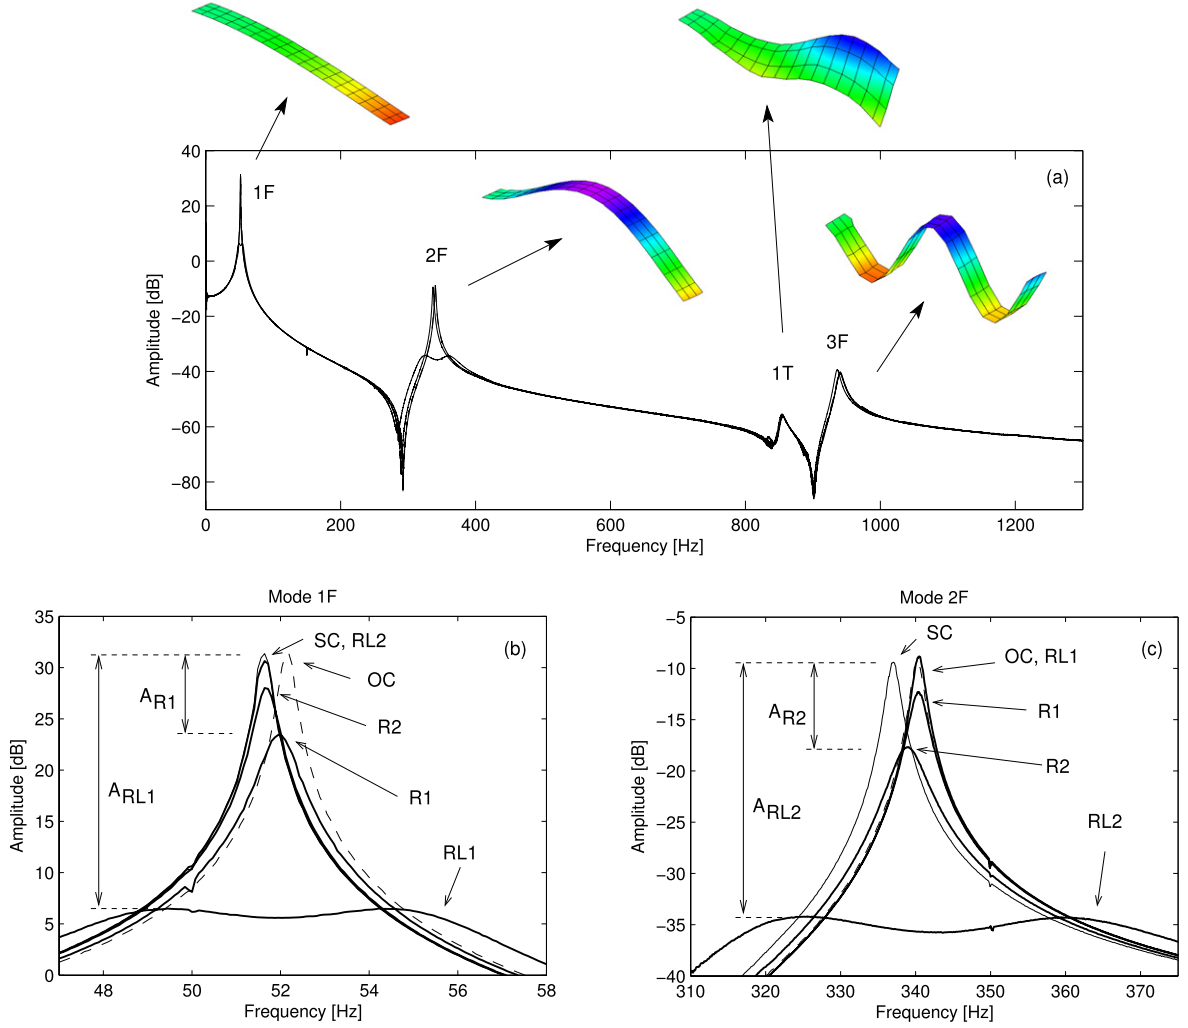 40
20
0
−20
−40
−60
−80
Amplitude [dB]
1F
2F
1T
3F
(a)
0 200 400 600 800 1000 1200
Frequency [Hz]
Mode 1F
35
30
25
20
15
10
5
0
Amplitude [dB]
SC, RL2
(b)
OC
A_R1
R2
R1
A_RL1
RL1
48 50 52 54 56 58
Frequency [Hz]
Mode 2F
−5
−10
−15
−20
−25
−30
−35
−40
Amplitude [dB]
SC
OC, RL1
(c)
A_R2
R1
R2
A_RL2
RL2
310 320 330 340 350 360 370
Frequency [Hz]